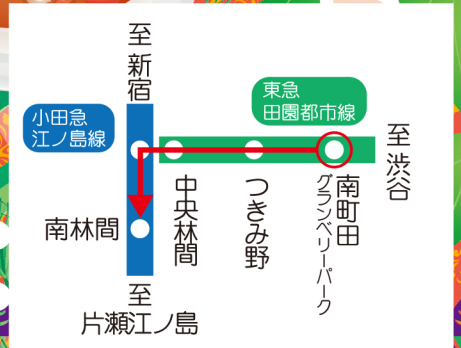 至新宿
小田急
江ノ島線
東急
田園都市線
至渋谷
南林間
中央林間
つきみ野
南町田
グランベリーパーク
至
片瀬江ノ島